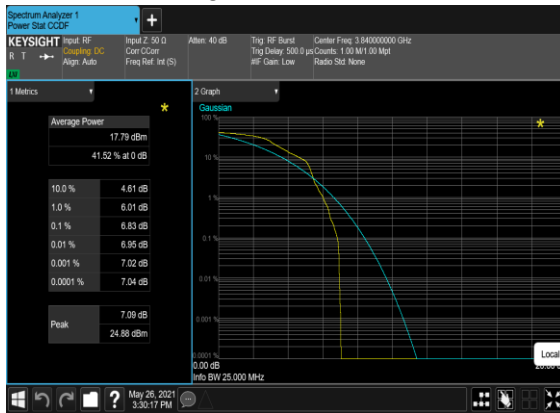 Spectrum Analyzer 1
Power Stat CCDF
+
KEYSIGHT
R T
LXI
Input: RF
Coupling: DC
Align: Auto
Input Z: 50 Ω
Corr CCorr
Freq Ref: Int (S)
Atten: 40 dB
Trig: RF Burst
Trig Delay: 500.0 µs
#IF Gain: Low
Center Freq: 3.840000000 GHz
Counts: 1.00 M/1.00 Mpt
Radio Std: None
1 Metrics
Average Power
17.79 dBm
41.52 % at 0 dB
10.0 % 4.61 dB
1.0 % 6.01 dB
0.1 % 6.83 dB
0.01 % 6.95 dB
0.001 % 7.02 dB
0.0001 % 7.04 dB
Peak
7.09 dB
24.88 dBm
2 Graph
Gaussian
100 %
10 %
1 %
0.1 %
0.01 %
0.001 %
0.0001 %
0.00 dB
Info BW 25.000 MHz
Local
?
May 26, 2021
3:30:17 PM